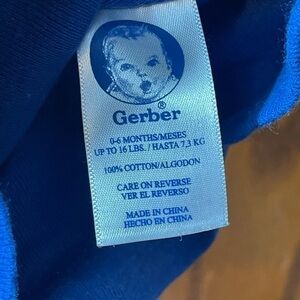 Gerber®
0-6 MONTHS/MESES
UP TO 16 LBS. / HASTA 7,3 KG
100% COTTON/ALGODON
CARE ON REVERSE
VER EL REVERSO
MADE IN CHINA
HECHO EN CHINA